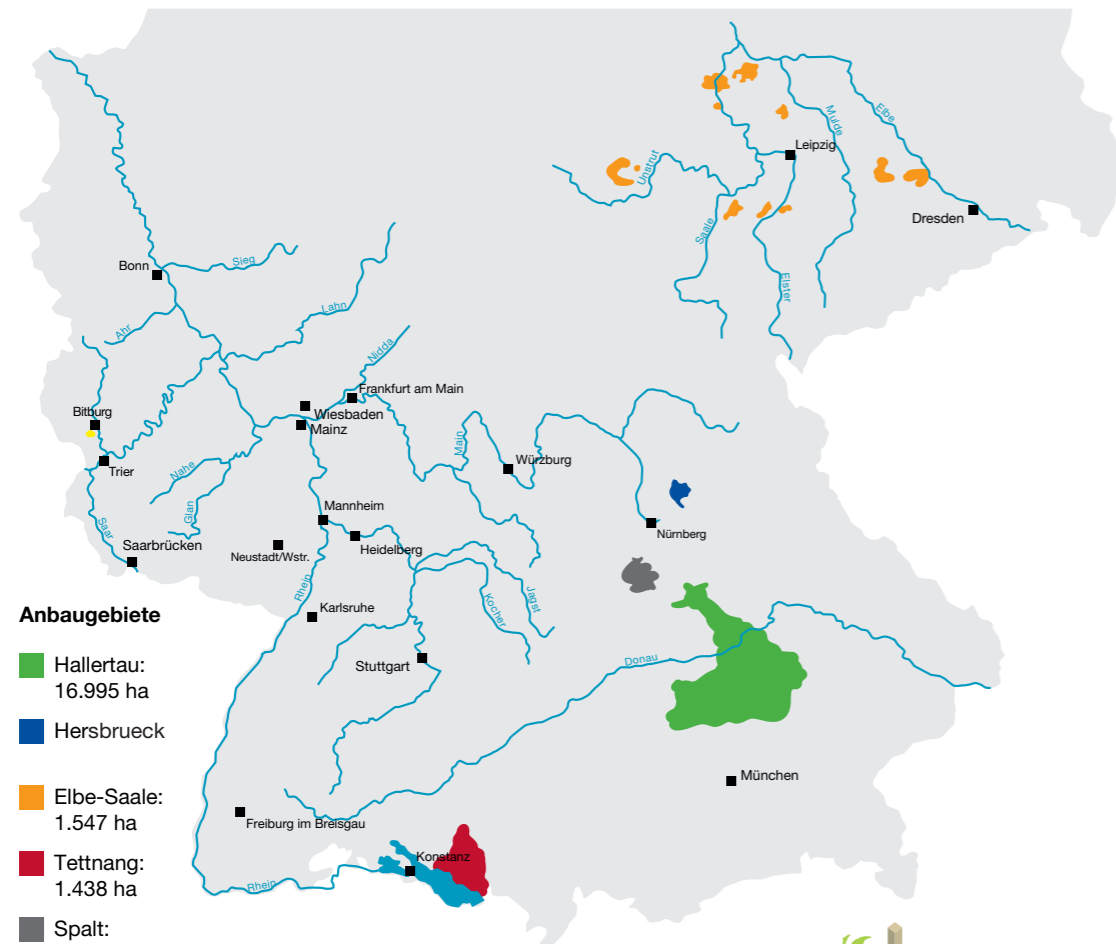 Leipzig
Mulde
Elbe
Unstrut
Dresden
Saale
Elster
Bonn
Sieg
Lahn
Ahr
Nidda
Frankfurt am Main
Wiesbaden
Mainz
Bitburg
Trier
Main
Würzburg
Nahe
Glan
Mannheim
Nürnberg
Heidelberg
Saar
Saarbrücken
Neustadt/Wstr.
Rhein
Karlsruhe
Kocher
Jagst
Stuttgart
Donau
München
Freiburg im Breisgau
Konstanz
Rhein
Anbaugebiete
Hallertau:
16.995 ha
Hersbrueck
Elbe-Saale:
1.547 ha
Tettnang:
1.438 ha
Spalt: